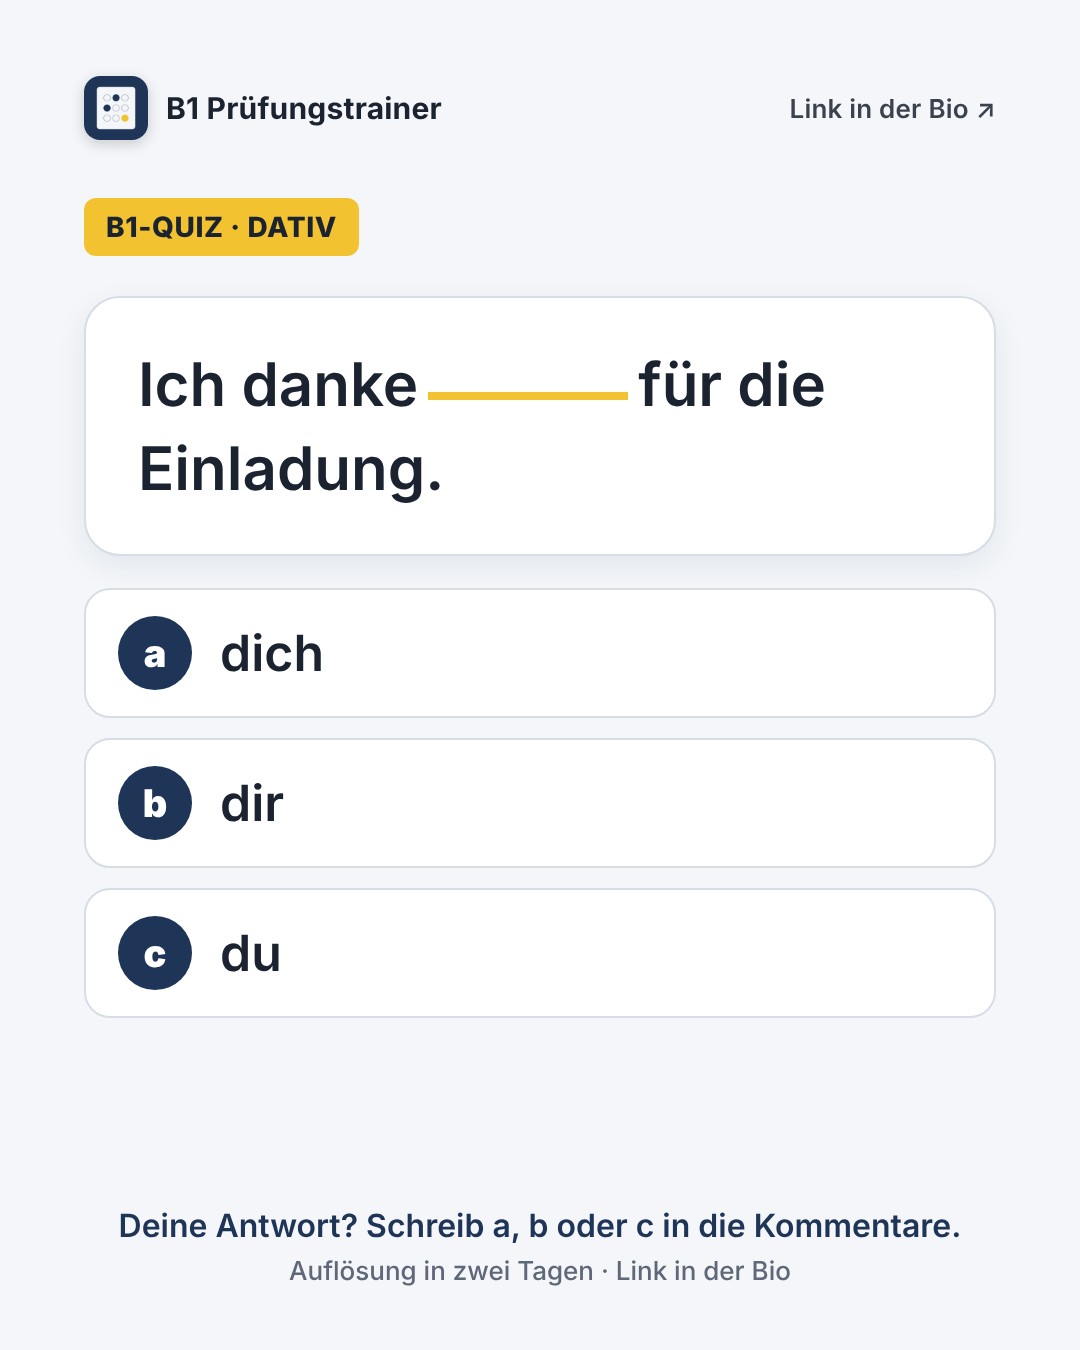 B1 Prüfungstrainer
Link in der Bio ↗
B1-QUIZ · DATIV
Ich danke ______ für die
Einladung.
a dich
b dir
c du
Deine Antwort? Schreib a, b oder c in die Kommentare.
Auflösung in zwei Tagen · Link in der Bio